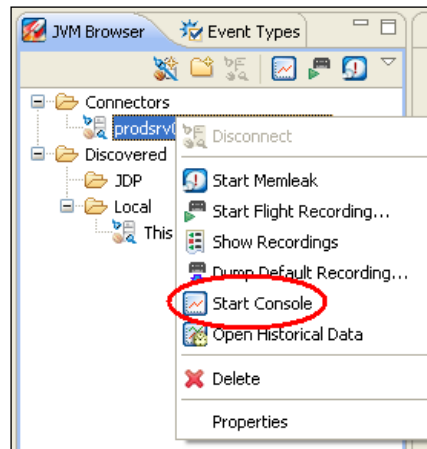 JVM Browser
Event Types
Connectors
Disconnect
Discovered
JDP
Start Memleak
Local
Start Flight Recording...
This
Show Recordings
Dump Default Recording...
Start Console
Open Historical Data
Delete
Properties